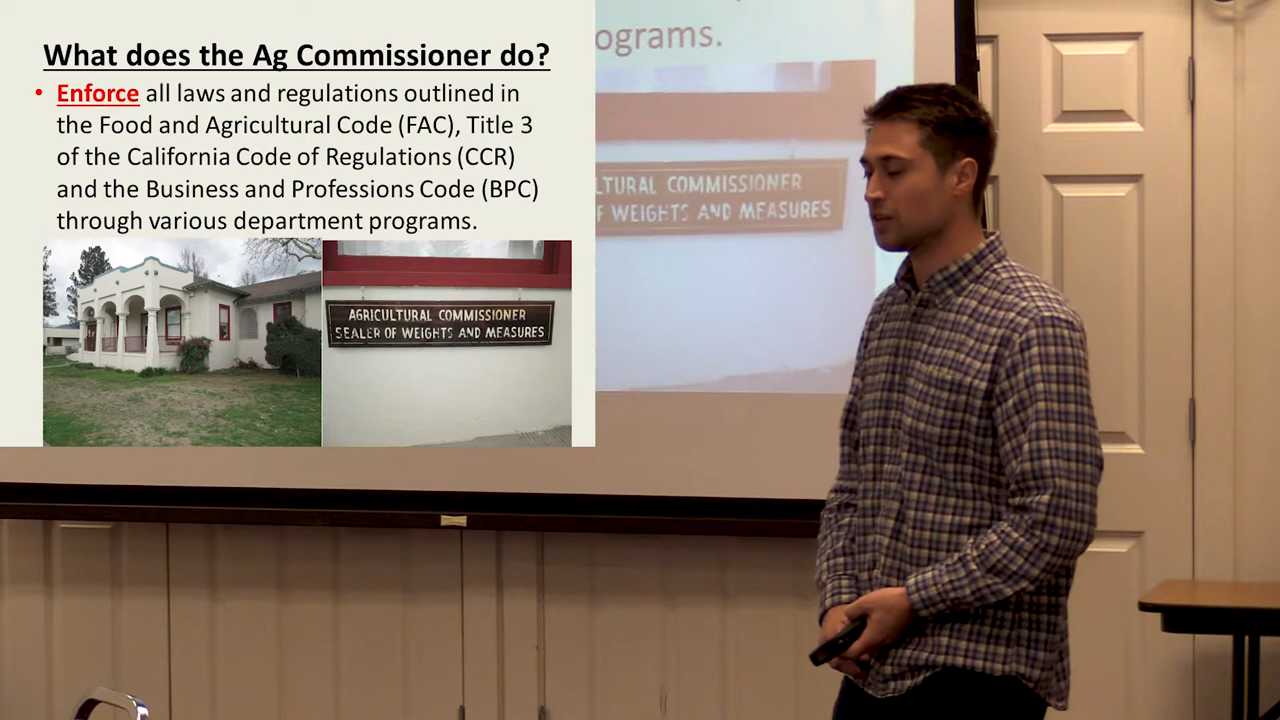 What does the Ag Commissioner do?
• Enforce all laws and regulations outlined in
the Food and Agricultural Code (FAC), Title 3
of the California Code of Regulations (CCR)
and the Business and Professions Code (BPC)
through various department programs.
AGRICULTURAL COMMISSIONER
SEALER OF WEIGHTS AND MEASURES
ograms.
LTURAL COMMISSIONER
F WEIGHTS AND MEASURES